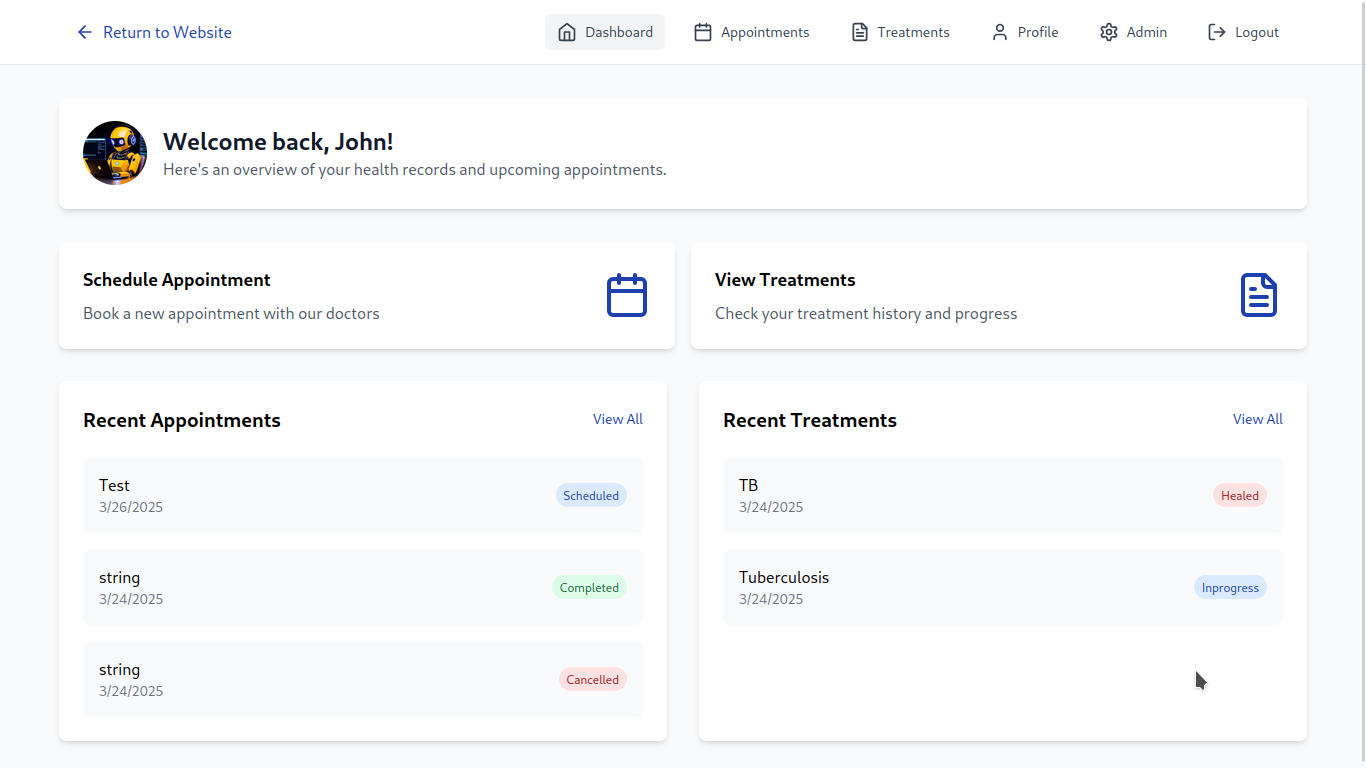 Return to Website
Dashboard
Appointments
Treatments
Profile
Admin
Logout
Welcome back, John!
Here's an overview of your health records and upcoming appointments.
Schedule Appointment
Book a new appointment with our doctors
View Treatments
Check your treatment history and progress
Recent Appointments
View All
Test
3/26/2025
Scheduled
string
3/24/2025
Completed
string
3/24/2025
Cancelled
Recent Treatments
View All
TB
3/24/2025
Healed
Tuberculosis
3/24/2025
Inprogress